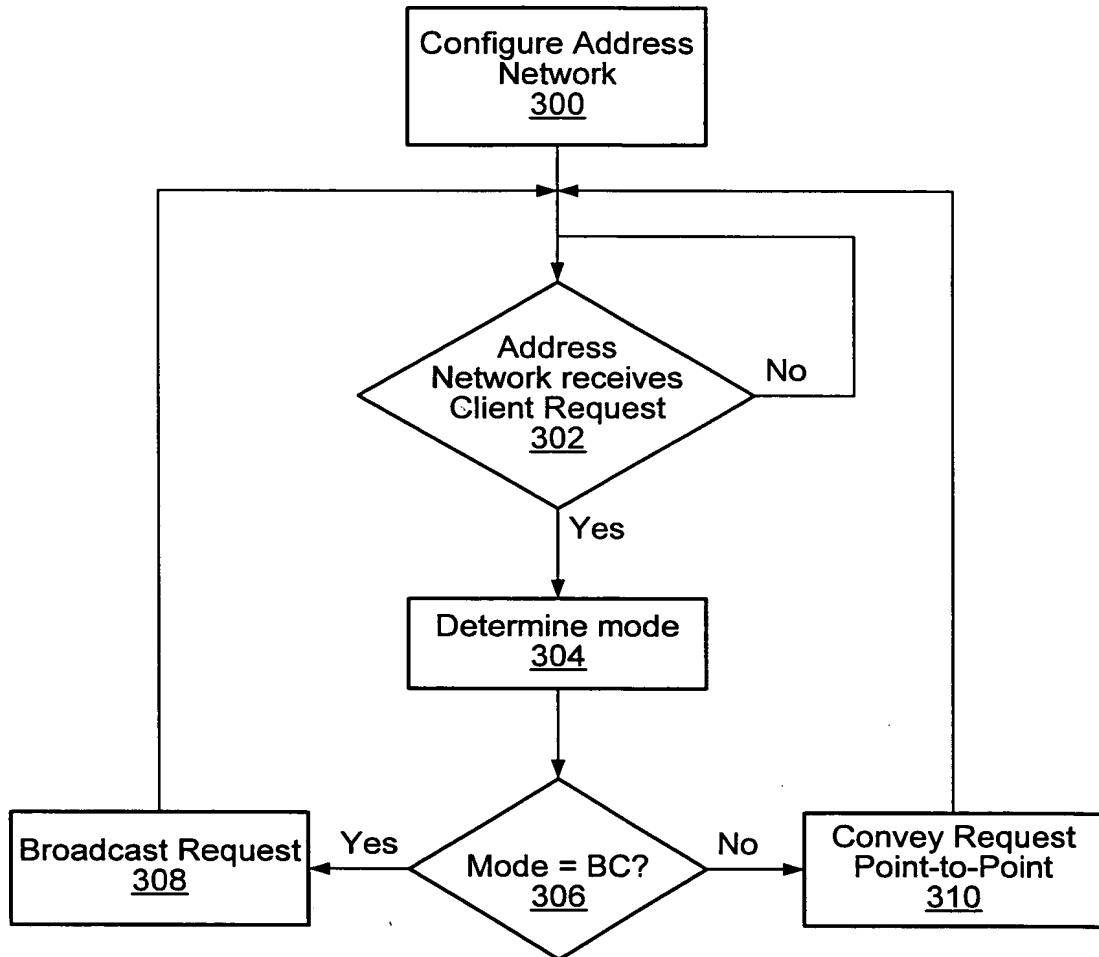 Configure Address
Network
300
Address
Network receives
Client Request
302
No
Yes
Determine mode
304
Broadcast Request
308
Yes
Mode = BC?
306
No
Convey Request
Point-to-Point
310